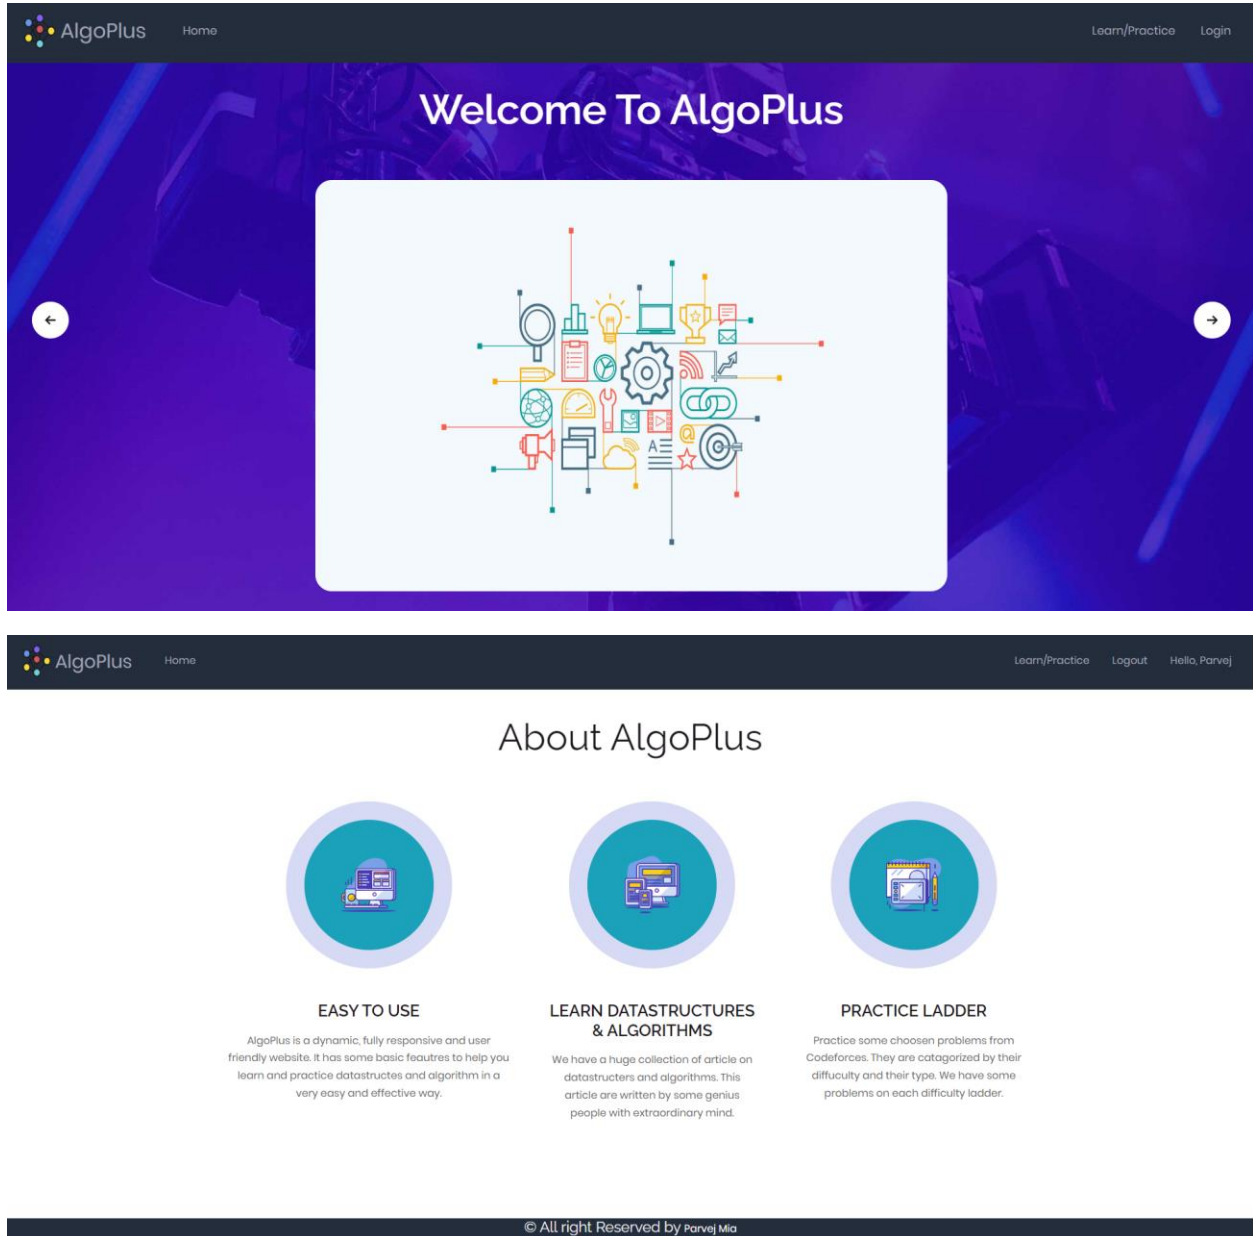 AlgoPlus Home Learn/Practice Login
Welcome To AlgoPlus
AlgoPlus Home Learn/Practice Logout Hello, Parvej
About AlgoPlus
EASY TO USE
AlgoPlus is a dynamic, fully responsive and user
friendly website. It has some basic feautres to help you
learn and practice datastructes and algorithm in a
very easy and effective way.
LEARN DATASTRUCTURES
& ALGORITHMS
We have a huge collection of article on
datastructers and algorithms. This
article are written by some genius
people with extraordinary mind.
PRACTICE LADDER
Practice some choosen problems from
Codeforces. They are catagorized by their
diffuculty and their type. We have some
problems on each difficulty ladder.
© All right Reserved by Parvej Mia